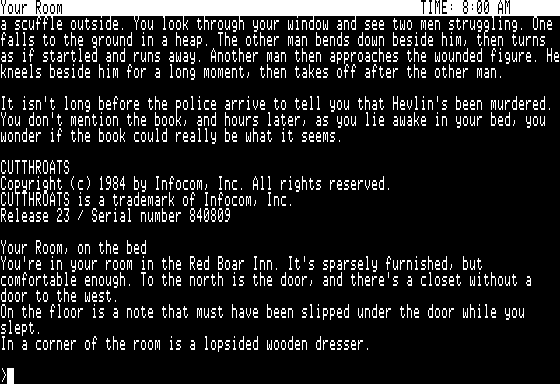 Your Room TIME: 8:00 AM
a scuffle outside. You look through your window and see two men struggling. One
falls to the ground in a heap. The other man bends down beside him, then turns
as if startled and runs away. Another man then approaches the wounded figure. He
kneels beside him for a long moment, then takes off after the other man.

It isn't long before the police arrive to tell you that Hevlin's been murdered.
You don't mention the book, and hours later, as you lie awake in your bed, you
wonder if the book could really be what it seems.

CUTTHROATS
Copyright (c) 1984 by Infocom, Inc. All rights reserved.
CUTTHROATS is a trademark of Infocom, Inc.
Release 23 / Serial number 840809

Your Room, on the bed
You're in your room in the Red Boar Inn. It's sparsely furnished, but
comfortable enough. To the north is the door, and there's a closet without a
door to the west.
On the floor is a note that must have been slipped under the door while you
slept.
In a corner of the room is a lopsided wooden dresser.

>